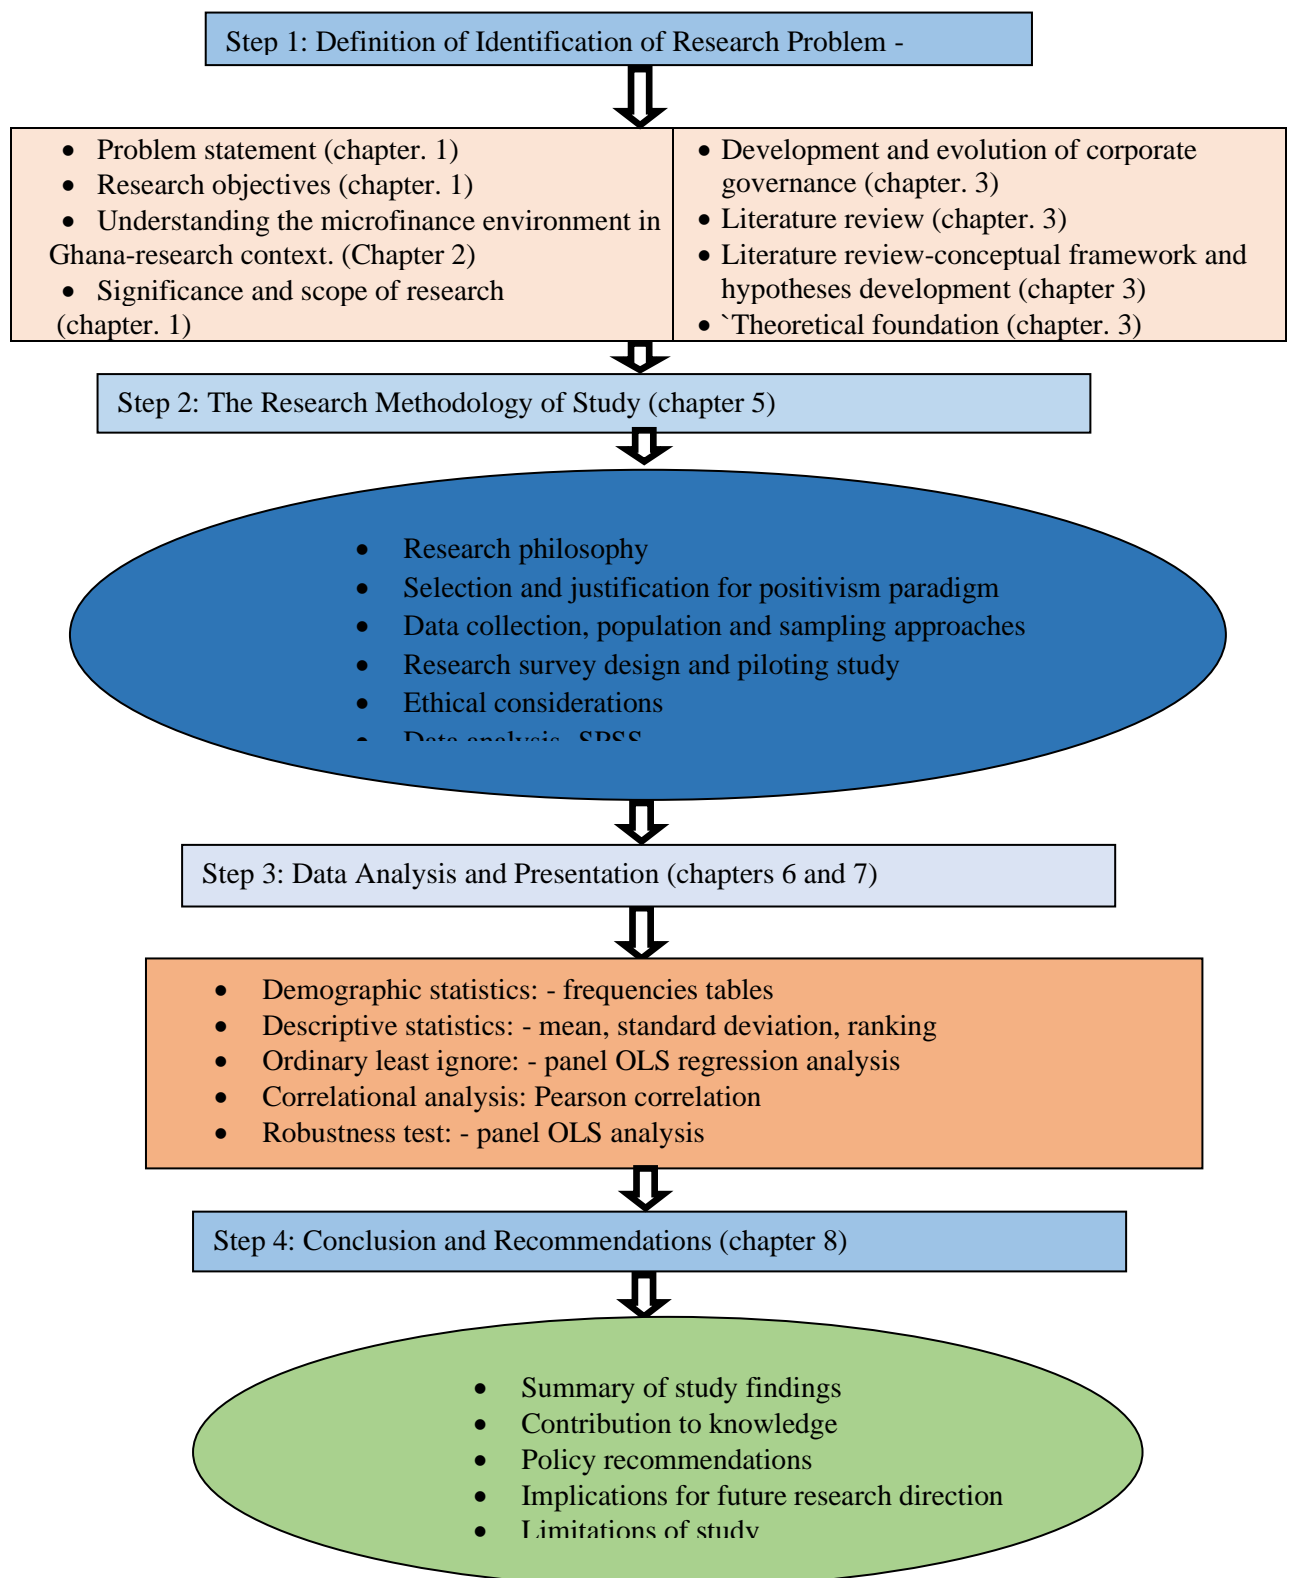 Step 1: Definition of Identification of Research Problem -
• Problem statement (chapter. 1)
• Research objectives (chapter. 1)
• Understanding the microfinance environment in
Ghana-research context. (Chapter 2)
• Significance and scope of research
(chapter. 1)
• Development and evolution of corporate
governance (chapter. 3)
• Literature review (chapter. 3)
• Literature review-conceptual framework and
hypotheses development (chapter 3)
• `Theoretical foundation (chapter. 3)
Step 2: The Research Methodology of Study (chapter 5)
• Research philosophy
• Selection and justification for positivism paradigm
• Data collection, population and sampling approaches
• Research survey design and piloting study
• Ethical considerations
• Data analysis- SPSS
Step 3: Data Analysis and Presentation (chapters 6 and 7)
• Demographic statistics: - frequencies tables
• Descriptive statistics: - mean, standard deviation, ranking
• Ordinary least ignore: - panel OLS regression analysis
• Correlational analysis: Pearson correlation
• Robustness test: - panel OLS analysis
Step 4: Conclusion and Recommendations (chapter 8)
• Summary of study findings
• Contribution to knowledge
• Policy recommendations
• Implications for future research direction
• Limitations of study